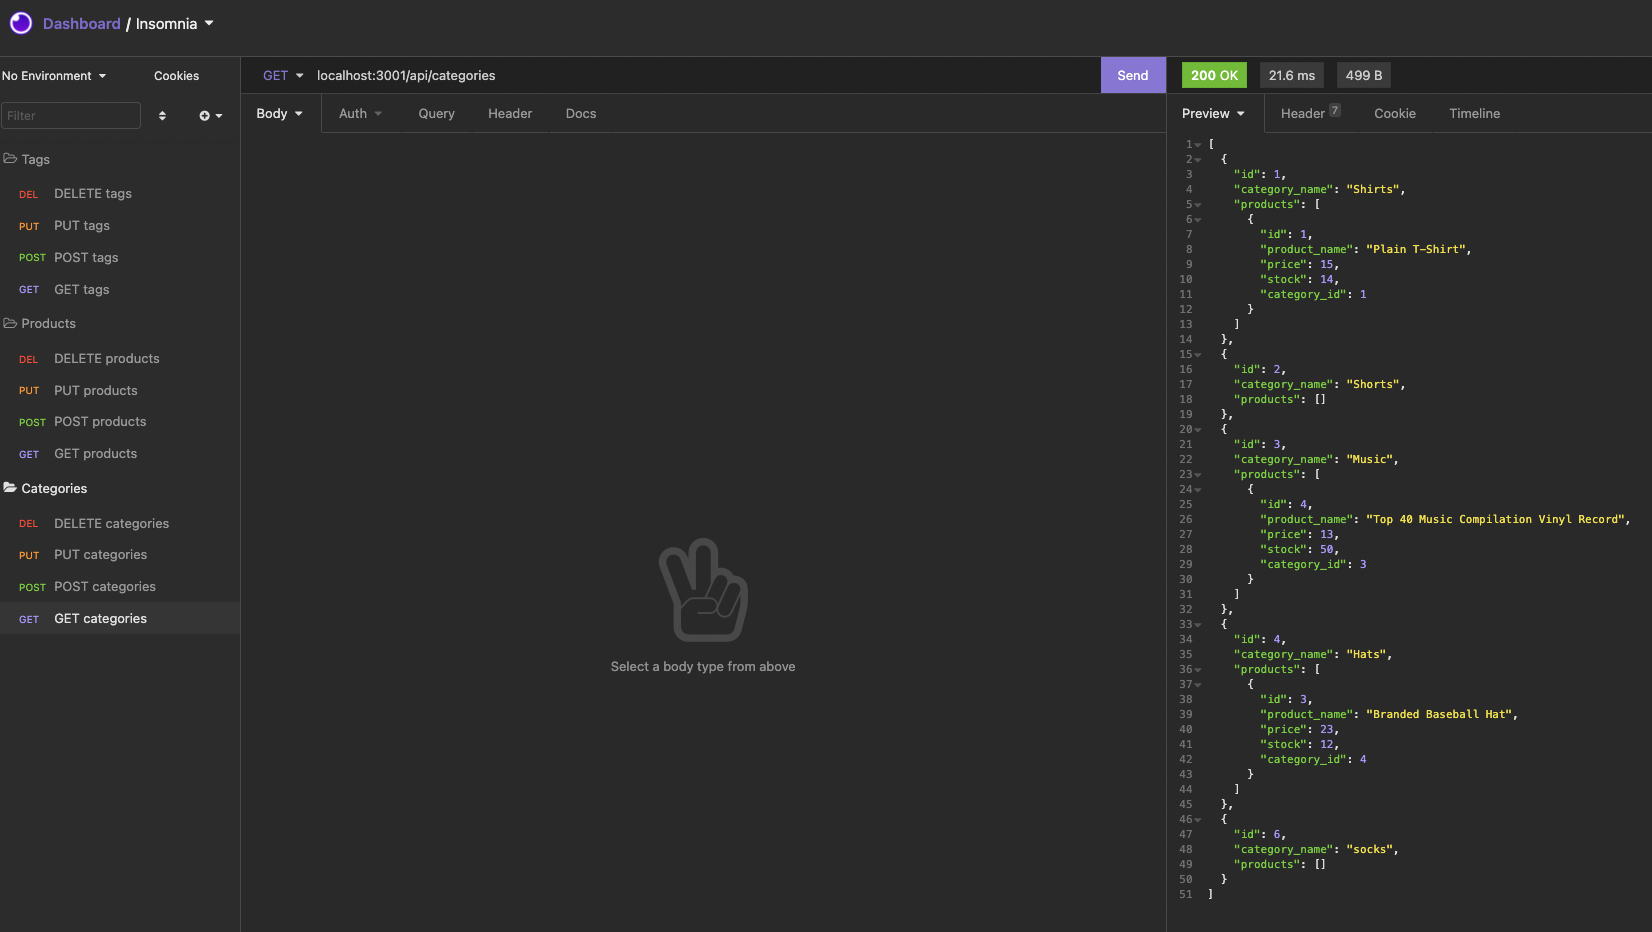 Dashboard / Insomnia
No Environment
Cookies
Filter
Tags
DEL DELETE tags
PUT PUT tags
POST POST tags
GET GET tags
Products
DEL DELETE products
PUT PUT products
POST POST products
GET GET products
Categories
DEL DELETE categories
PUT PUT categories
POST POST categories
GET GET categories
GET localhost:3001/api/categories
Send
Body Auth Query Header Docs
Select a body type from above
200 OK 21.6 ms 499 B
Preview Header 7 Cookie Timeline
1 [
2 {
3 "id": 1,
4 "category_name": "Shirts",
5 "products": [
6 {
7 "id": 1,
8 "product_name": "Plain T-Shirt",
9 "price": 15,
10 "stock": 14,
11 "category_id": 1
12 }
13 ]
14 },
15 {
16 "id": 2,
17 "category_name": "Shorts",
18 "products": []
19 },
20 {
21 "id": 3,
22 "category_name": "Music",
23 "products": [
24 {
25 "id": 4,
26 "product_name": "Top 40 Music Compilation Vinyl Record",
27 "price": 13,
28 "stock": 50,
29 "category_id": 3
30 }
31 ]
32 },
33 {
34 "id": 4,
35 "category_name": "Hats",
36 "products": [
37 {
38 "id": 3,
39 "product_name": "Branded Baseball Hat",
40 "price": 23,
41 "stock": 12,
42 "category_id": 4
43 }
44 ]
45 },
46 {
47 "id": 6,
48 "category_name": "socks",
49 "products": []
50 }
51 ]